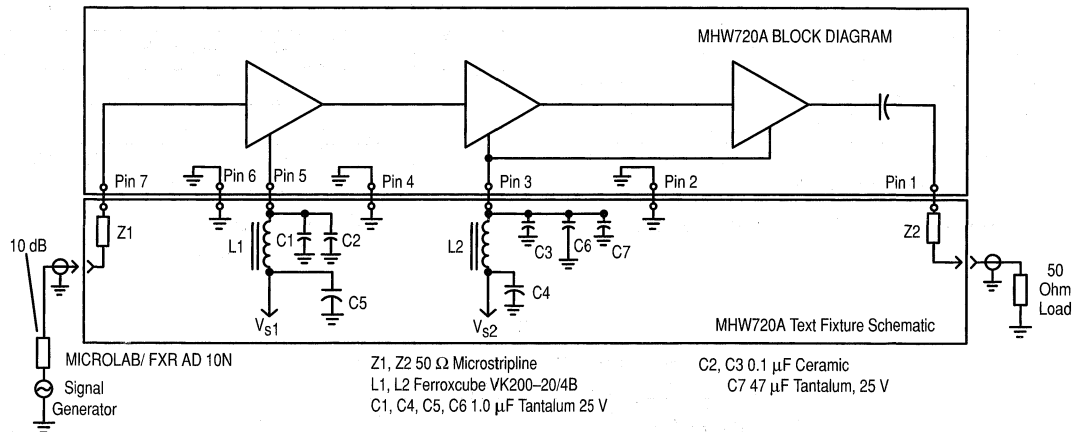 MHW720A BLOCK DIAGRAM
Pin 7
Pin 6
Pin 5
Pin 4
Pin 3
Pin 2
Pin 1
10 dB
Z1
L1
C1
C2
C5
VS1
L2
C3
C6
C7
C4
VS2
Z2
50
Ohm
Load
MHW720A Text Fixture Schematic
MICROLAB/ FXR AD 10N
Signal
Generator
Z1, Z2 50 Ω Microstripline
L1, L2 Ferroxcube VK200–20/4B
C1, C4, C5, C6 1.0 μF Tantalum 25 V
C2, C3 0.1 μF Ceramic
C7 47 μF Tantalum, 25 V